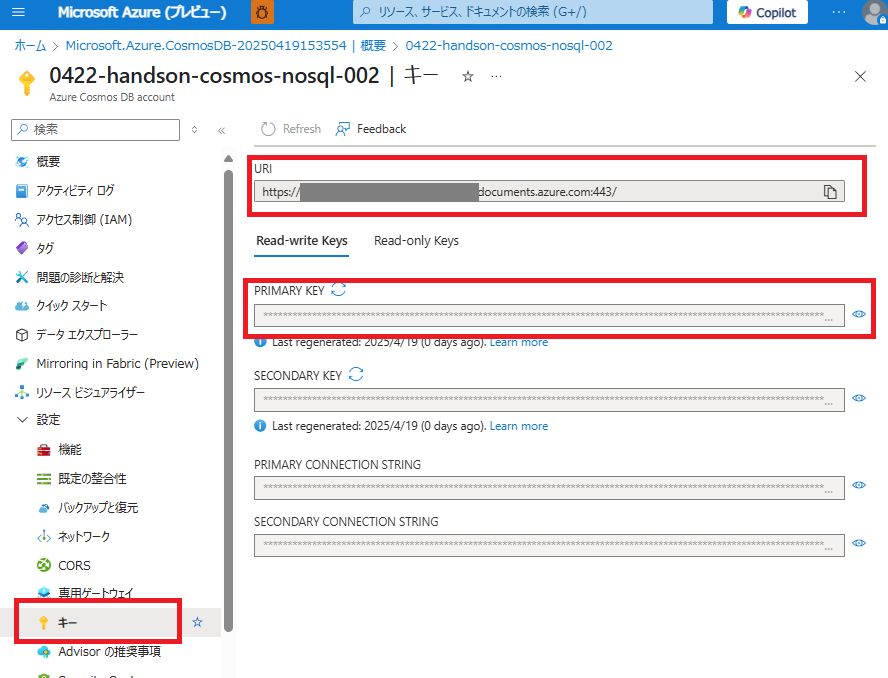 Microsoft Azure (プレビュー)
リソース、サービス、ドキュメントの検索 (G+/)
Copilot
ホーム > Microsoft.Azure.CosmosDB-20250419153554 | 概要 > 0422-handson-cosmos-nosql-002
0422-handson-cosmos-nosql-002 | キー
Azure Cosmos DB account
検索
Refresh
Feedback
概要
アクティビティ ログ
アクセス制御 (IAM)
タグ
問題の診断と解決
クイック スタート
データ エクスプローラー
Mirroring in Fabric (Preview)
リソース ビジュアライザー
設定
機能
既定の整合性
バックアップと復元
ネットワーク
CORS
専用ゲートウェイ
キー
Advisor の推奨事項
URI
https://
documents.azure.com:443/
Read-write Keys
Read-only Keys
PRIMARY KEY
Last regenerated: 2025/4/19 (0 days ago). Learn more
SECONDARY KEY
Last regenerated: 2025/4/19 (0 days ago). Learn more
PRIMARY CONNECTION STRING
SECONDARY CONNECTION STRING